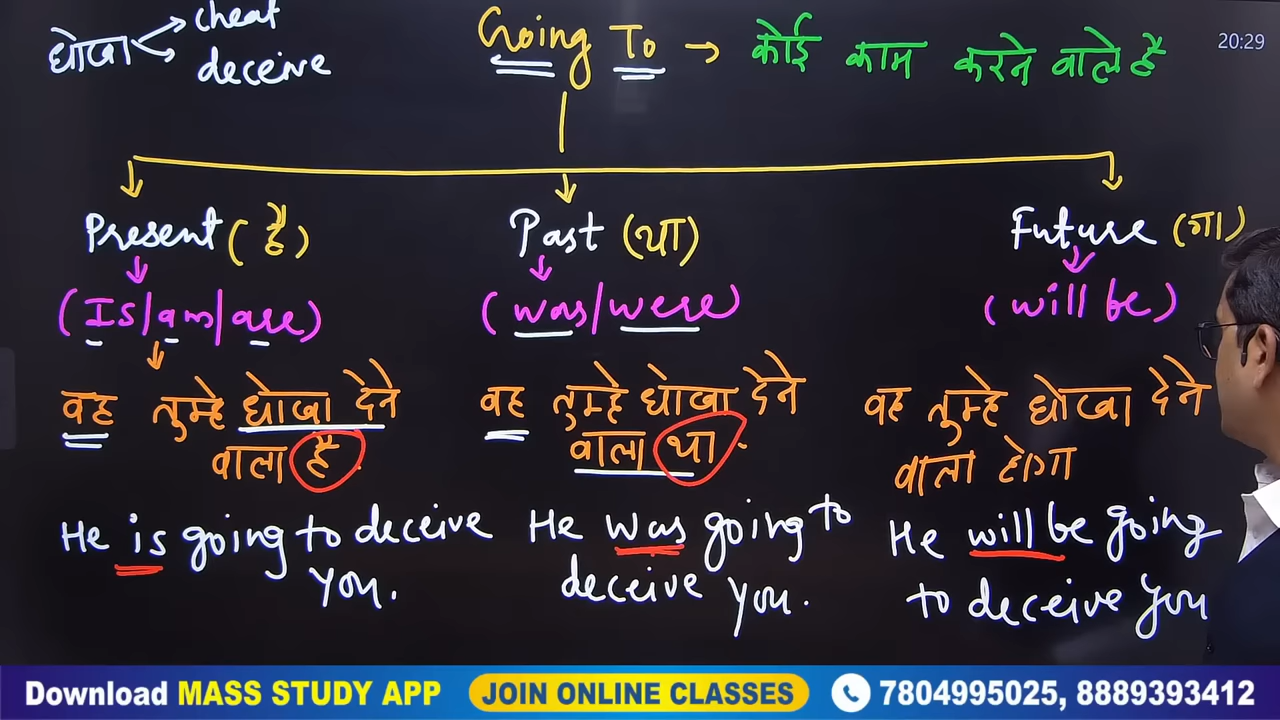 धोखा cheat
deceive
Going To → कोई काम करने वाले है
20:29
Present (है)
(Is/am/are)
वह तुम्हे धोखा देने
वाला है.
He is going to deceive
you.
Past (था)
(was/were)
वह तुम्हे धोखा देने
वाला था.
He was going to
deceive you.
Future (गा)
(will be)
वह तुम्हे धोखा देने
वाला होगा
He will be going
to deceive you
Download MASS STUDY APP JOIN ONLINE CLASSES 7804995025, 8889393412